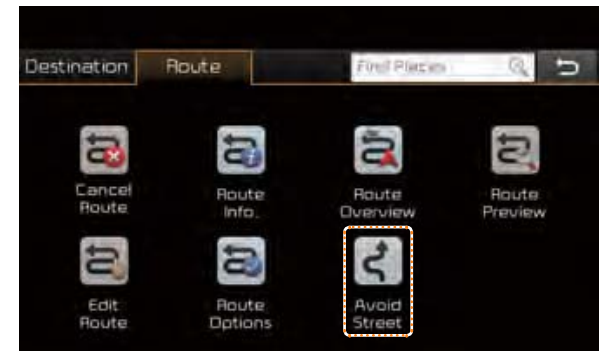 Destination
Route
Find Places
Cancel
Route
Route
Info.
Route
Overview
Route
Preview
Edit
Route
Route
Options
Avoid
Street